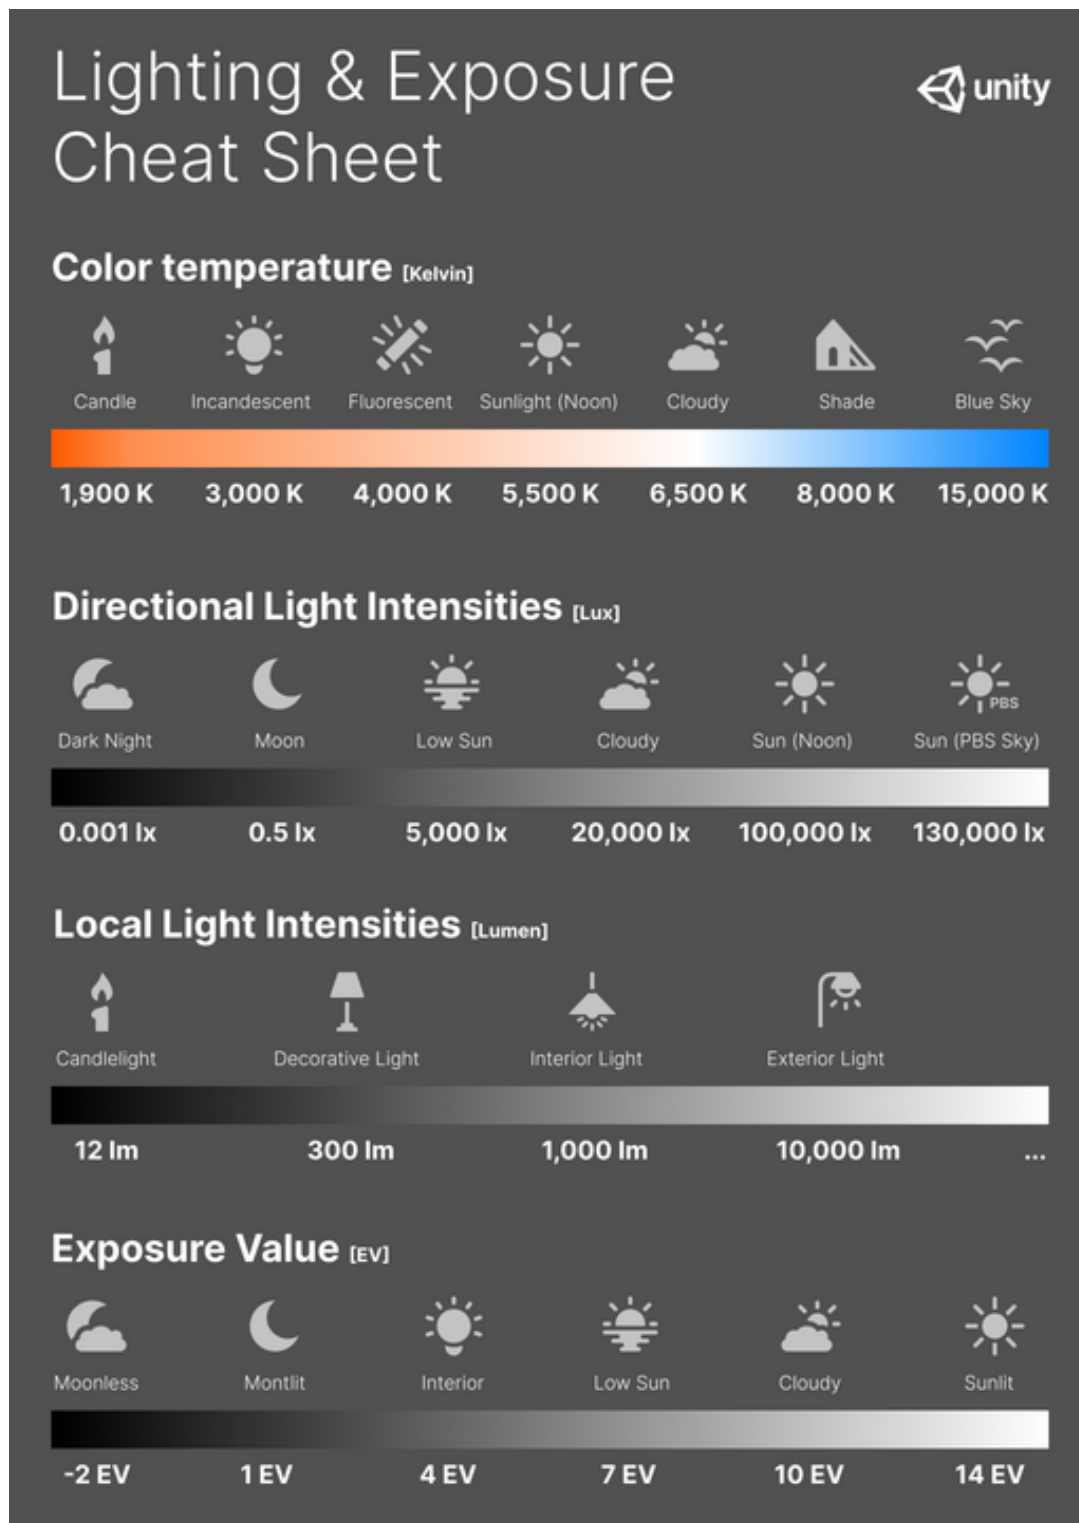 Lighting & Exposure
Cheat Sheet
unity
Color temperature [Kelvin]
Candle Incandescent Fluorescent Sunlight (Noon) Cloudy Shade Blue Sky
1,900 K 3,000 K 4,000 K 5,500 K 6,500 K 8,000 K 15,000 K
Directional Light Intensities [Lux]
PBS
Dark Night Moon Low Sun Cloudy Sun (Noon) Sun (PBS Sky)
0.001 lx 0.5 lx 5,000 lx 20,000 lx 100,000 lx 130,000 lx
Local Light Intensities [Lumen]
Candlelight Decorative Light Interior Light Exterior Light
12 lm 300 lm 1,000 lm 10,000 lm ...
Exposure Value [EV]
Moonless Montlit Interior Low Sun Cloudy Sunlit
-2 EV 1 EV 4 EV 7 EV 10 EV 14 EV